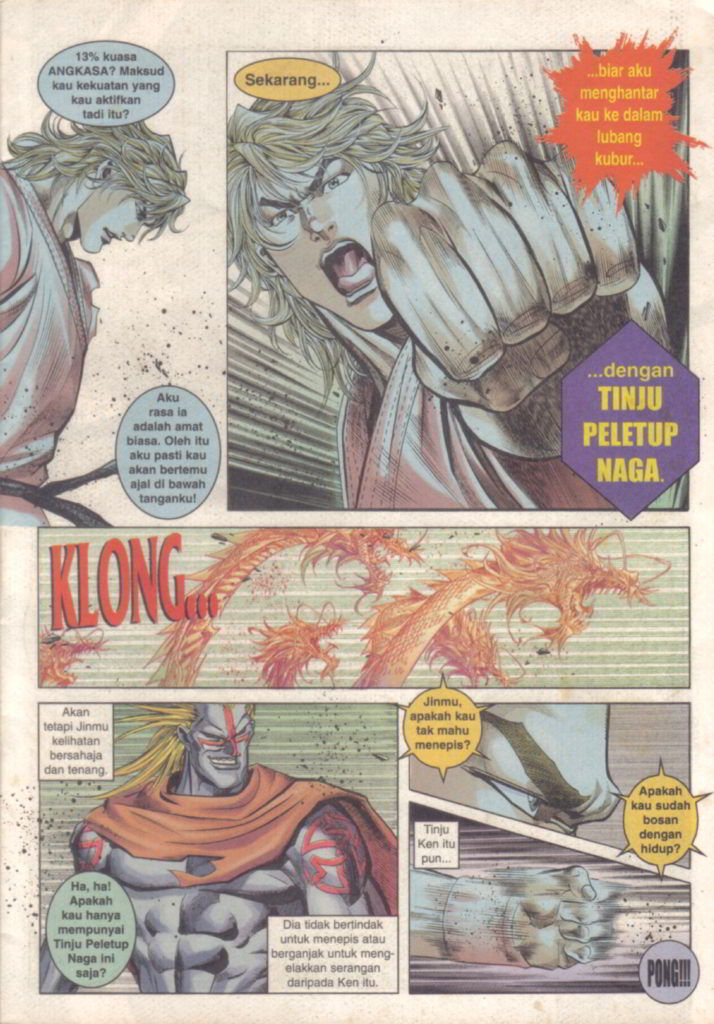 13% kuasa
ANGKASA? Maksud
kau kekuatan yang
kau aktifkan
tadi itu?
Aku
rasa ia
adalah amat
biasa. Oleh itu
aku pasti kau
akan bertemu
ajal di bawah
tanganku!
Sekarang...
...biar aku
menghantar
kau ke dalam
lubang
kubur...
...dengan
TINJU
PELETUP
NAGA.
KLONG...
Akan
tetapi Jinmu
kelihatan
bersahaja
dan tenang.
Ha, ha!
Apakah
kau hanya
mempunyai
Tinju Peletup
Naga ini
saja?
Dia tidak bertindak
untuk menepis atau
berganjak untuk meng-
elakkan serangan
daripada Ken itu.
Jinmu,
apakah kau
tak mahu
menepis?
Apakah
kau sudah
bosan
dengan
hidup?
Tinju
Ken itu
pun...
PONG!!!